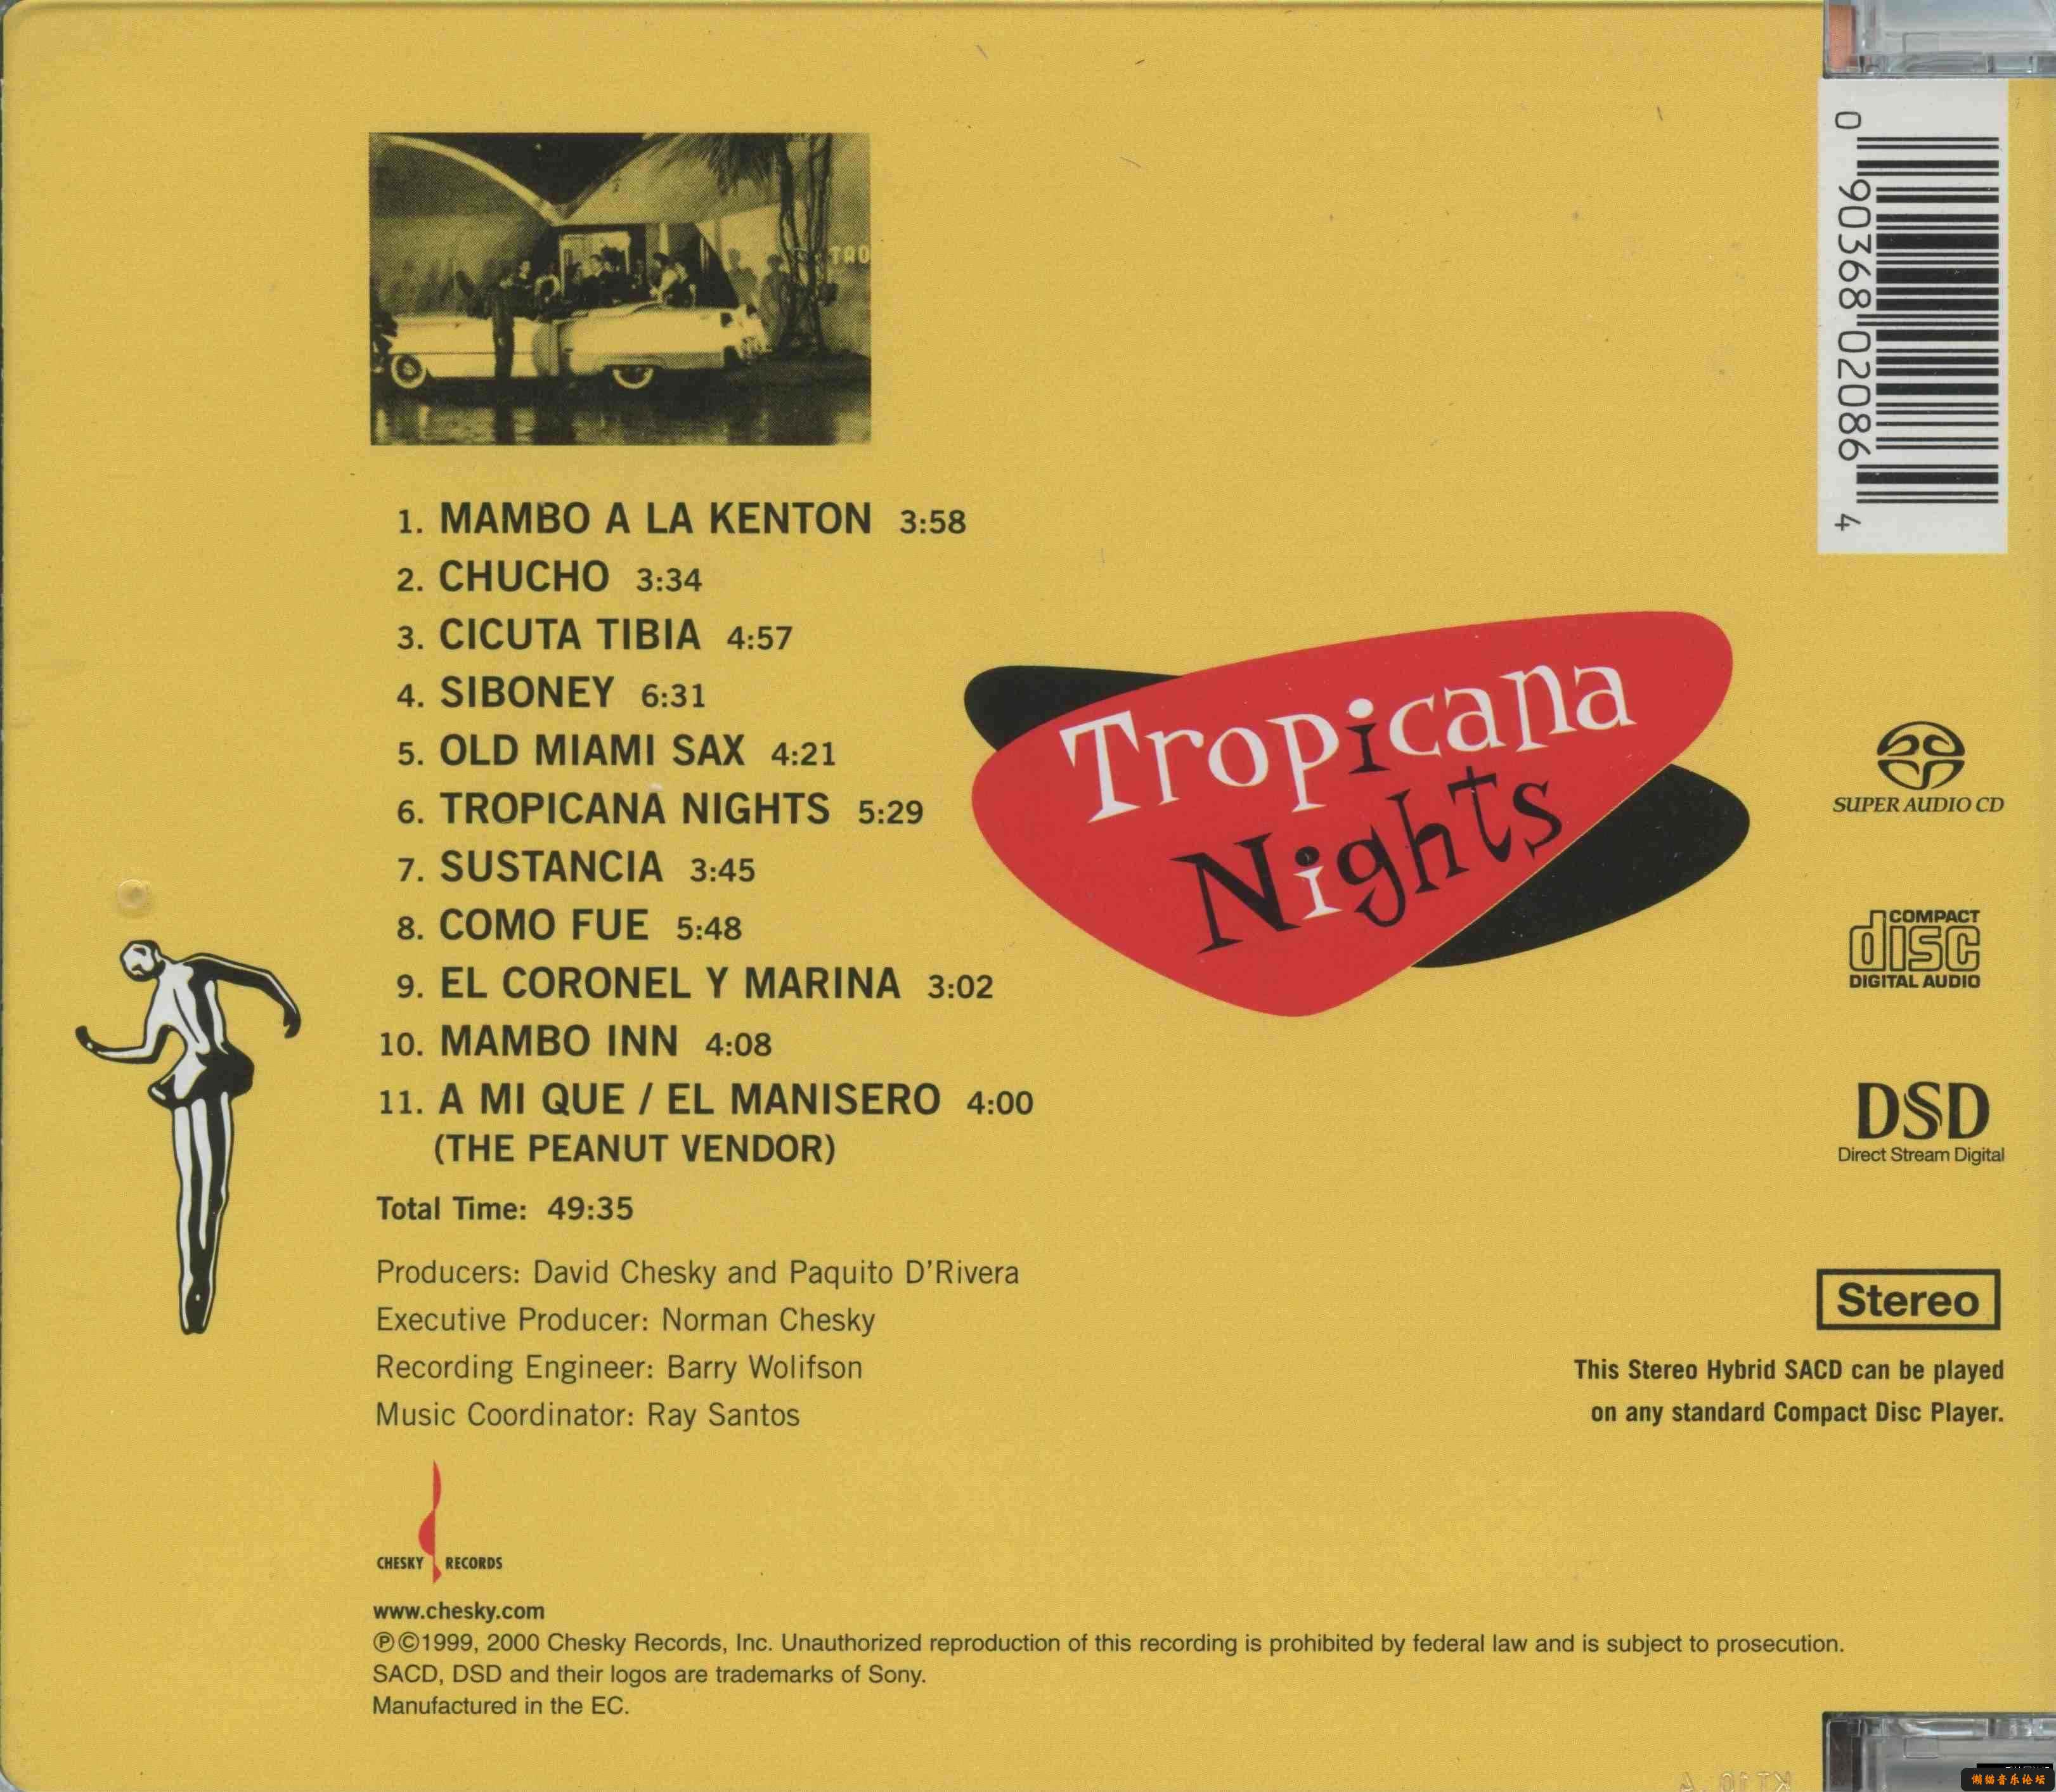 TRO
0 90368 02086 4
1. MAMBO A LA KENTON 3:58
2. CHUCHO 3:34
3. CICUTA TIBIA 4:57
4. SIBONEY 6:31
5. OLD MIAMI SAX 4:21
6. TROPICANA NIGHTS 5:29
7. SUSTANCIA 3:45
8. COMO FUE 5:48
9. EL CORONEL Y MARINA 3:02
10. MAMBO INN 4:08
11. A MI QUE / EL MANISERO 4:00
(THE PEANUT VENDOR)
Total Time: 49:35
Tropicana
Nights
SUPER AUDIO CD
COMPACT
disc
DIGITAL AUDIO
DSD
Direct Stream Digital
Stereo
This Stereo Hybrid SACD can be played
on any standard Compact Disc Player.
Producers: David Chesky and Paquito D'Rivera
Executive Producer: Norman Chesky
Recording Engineer: Barry Wolifson
Music Coordinator: Ray Santos
CHESKY RECORDS
www.chesky.com
℗©1999, 2000 Chesky Records, Inc. Unauthorized reproduction of this recording is prohibited by federal law and is subject to prosecution.
SACD, DSD and their logos are trademarks of Sony.
Manufactured in the EC.
懒猫音乐论坛